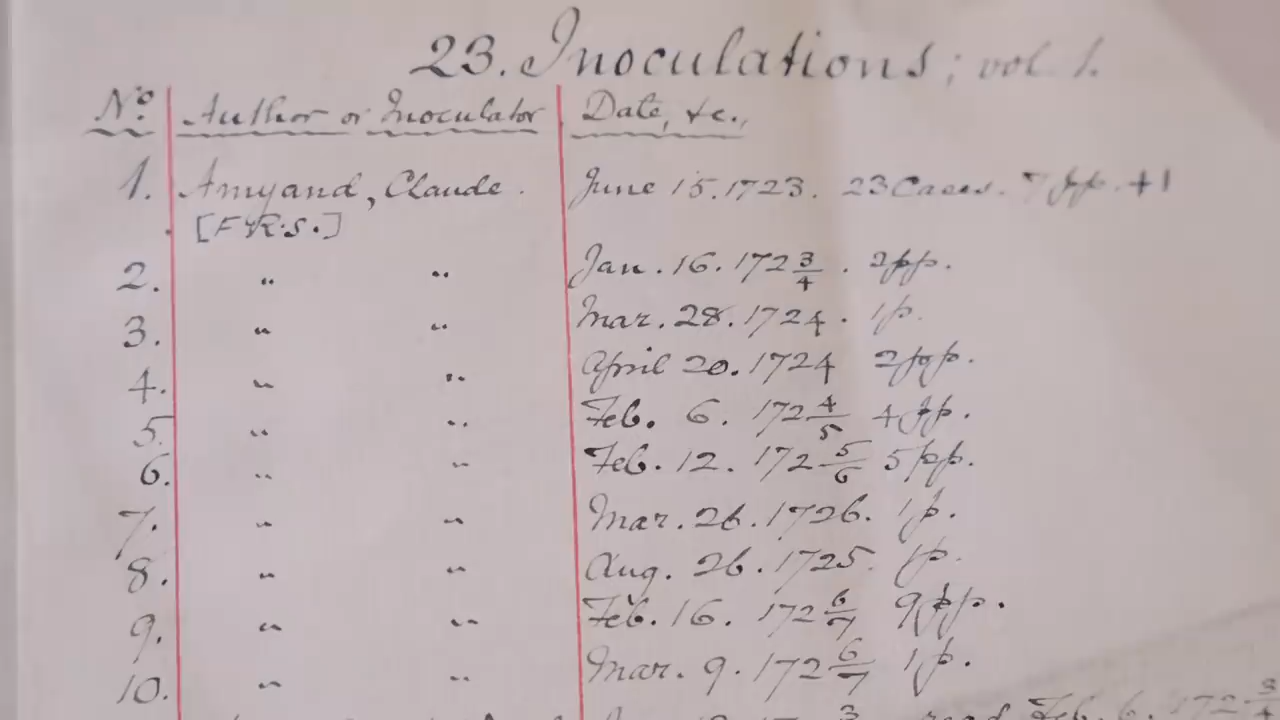 23. Inoculations; vol. 1.
No. Author or Inoculator Date, &c.,
1. Amyand, Claude. June 15. 1723. 23 Cases. 7 pp. +1
[F.R.S.]
2. " " Jan. 16. 172 3/4. 2 pp.
3. " " Mar. 28. 1724. 1 p.
4. " " April 20. 1724 2 pp.
5. " " Feb. 6. 172 4/5 4 pp.
6. " " Feb. 12. 172 5/6 5 pp.
7. " " Mar. 26. 1726. 1 p.
8. " " Aug. 26. 1725. 1 p.
9. " " Feb. 16. 172 6/7 9 pp.
10. " " Mar. 9. 172 6/7 1 p.
read Feb. 6. 172